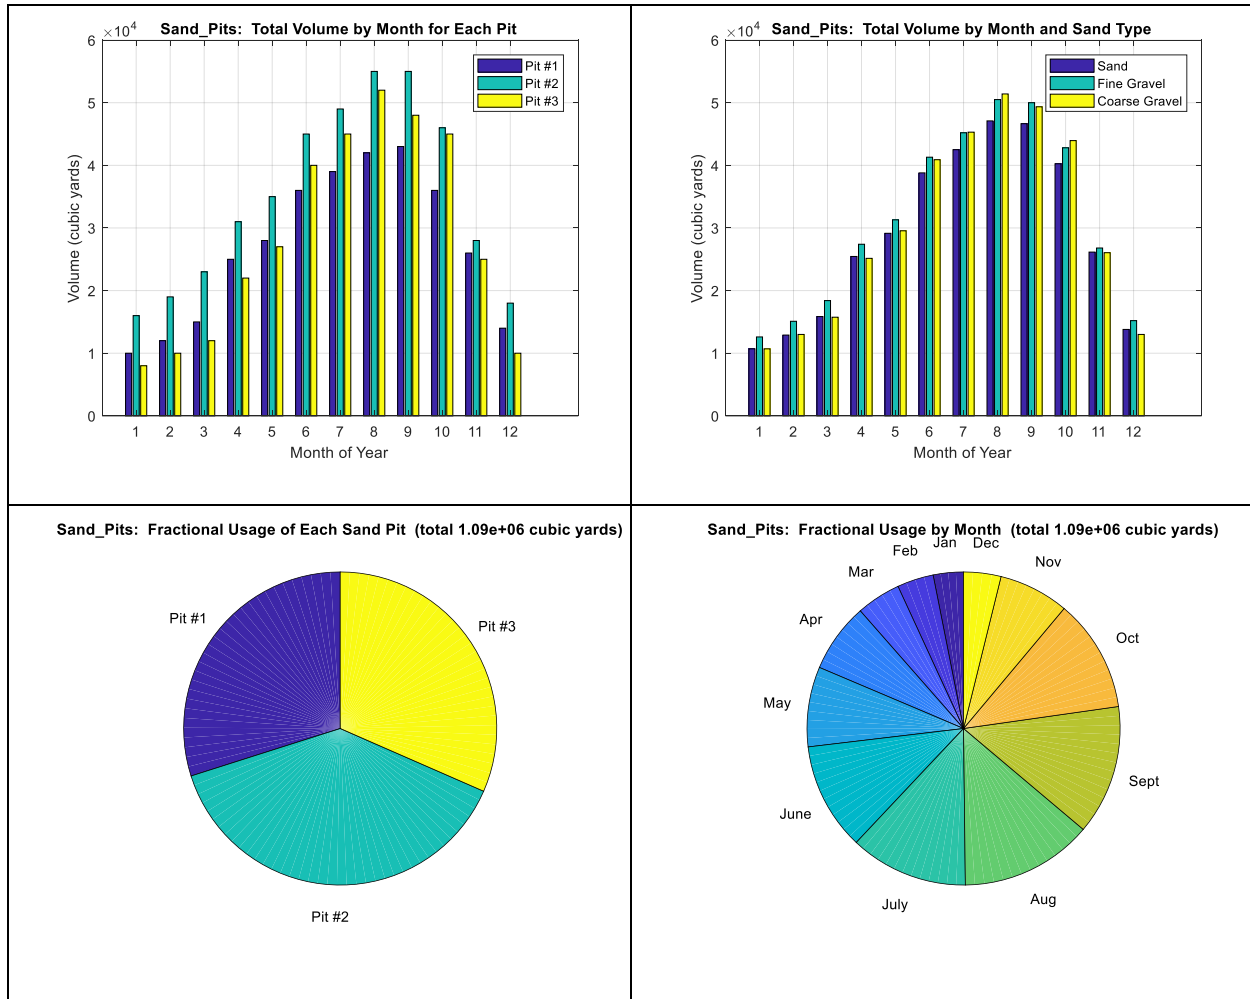 Sand_Pits:  Total Volume by Month for Each Pit
×10^4
6
5
4
3
2
1
0
Volume (cubic yards)
Pit #1
Pit #2
Pit #3
1 2 3 4 5 6 7 8 9 10 11 12
Month of Year
Sand_Pits:  Total Volume by Month and Sand Type
×10^4
6
5
4
3
2
1
0
Volume (cubic yards)
Sand
Fine Gravel
Coarse Gravel
1 2 3 4 5 6 7 8 9 10 11 12
Month of Year
Sand_Pits:  Fractional Usage of Each Sand Pit  (total 1.09e+06 cubic yards)
Pit #1
Pit #3
Pit #2
Sand_Pits:  Fractional Usage by Month  (total 1.09e+06 cubic yards)
Jan
Dec
Feb
Nov
Mar
Apr
Oct
May
Sept
June
Aug
July